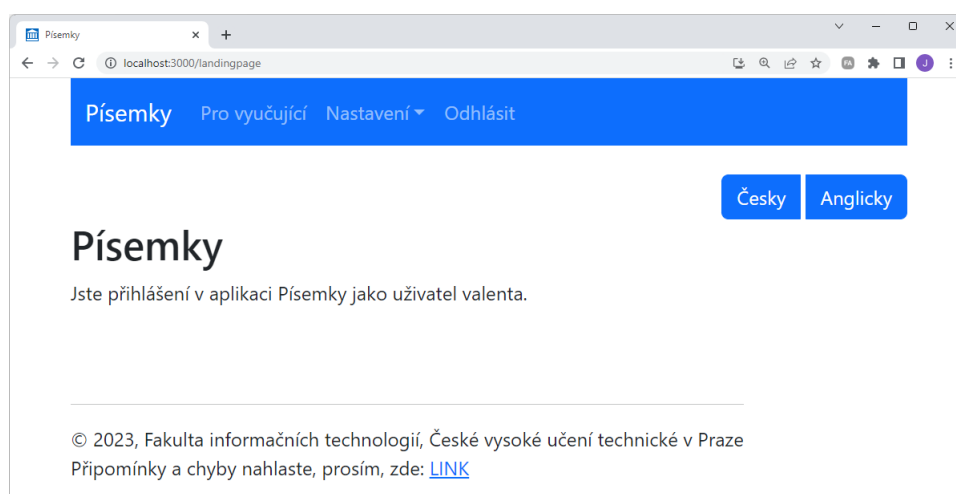 Písemky
localhost:3000/landingpage
FA
J
Písemky Pro vyučující Nastavení Odhlásit
Česky Anglicky
Písemky
Jste přihlášení v aplikaci Písemky jako uživatel valenta.
© 2023, Fakulta informačních technologií, České vysoké učení technické v Praze
Připomínky a chyby nahlaste, prosím, zde: LINK